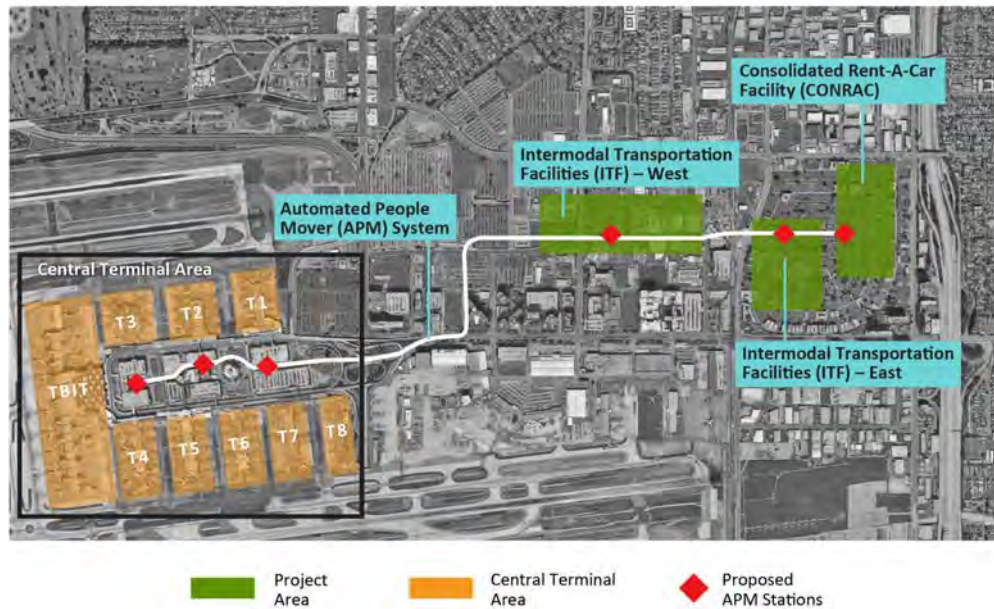 Consolidated Rent-A-Car
Facility (CONRAC)
Intermodal Transportation
Facilities (ITF) – West
Automated People
Mover (APM) System
Central Terminal Area
T3
T2
T1
TBIT
T4
T5
T6
T7
T8
Intermodal Transportation
Facilities (ITF) – East
Project
Area
Central Terminal
Area
Proposed
APM Stations